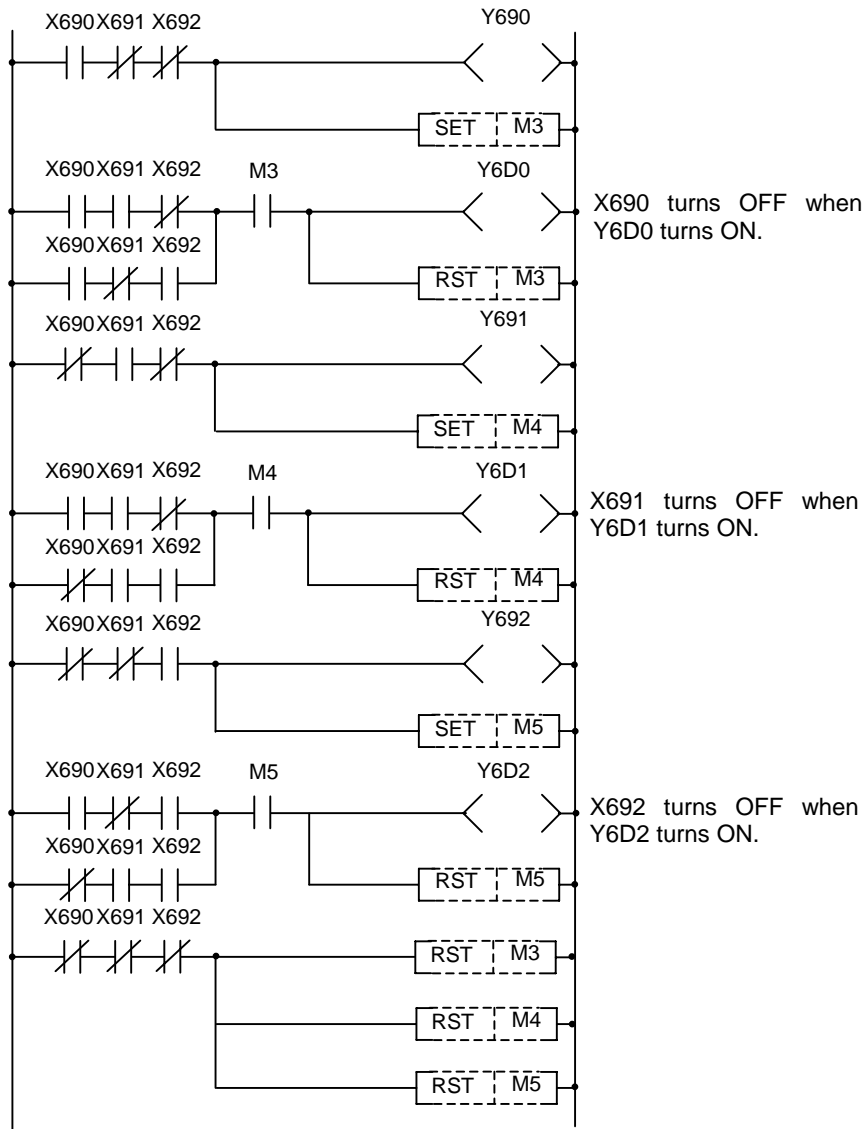 X690 X691 X692 Y690
SET M3
X690 X691 X692 M3 Y6D0
X690 turns OFF when
Y6D0 turns ON.
X690 X691 X692
RST M3
X690 X691 X692 Y691
SET M4
X690 X691 X692 M4 Y6D1
X691 turns OFF when
Y6D1 turns ON.
X690 X691 X692
RST M4
X690 X691 X692 Y692
SET M5
X690 X691 X692 M5 Y6D2
X692 turns OFF when
Y6D2 turns ON.
X690 X691 X692
RST M5
X690 X691 X692
RST M3
RST M4
RST M5